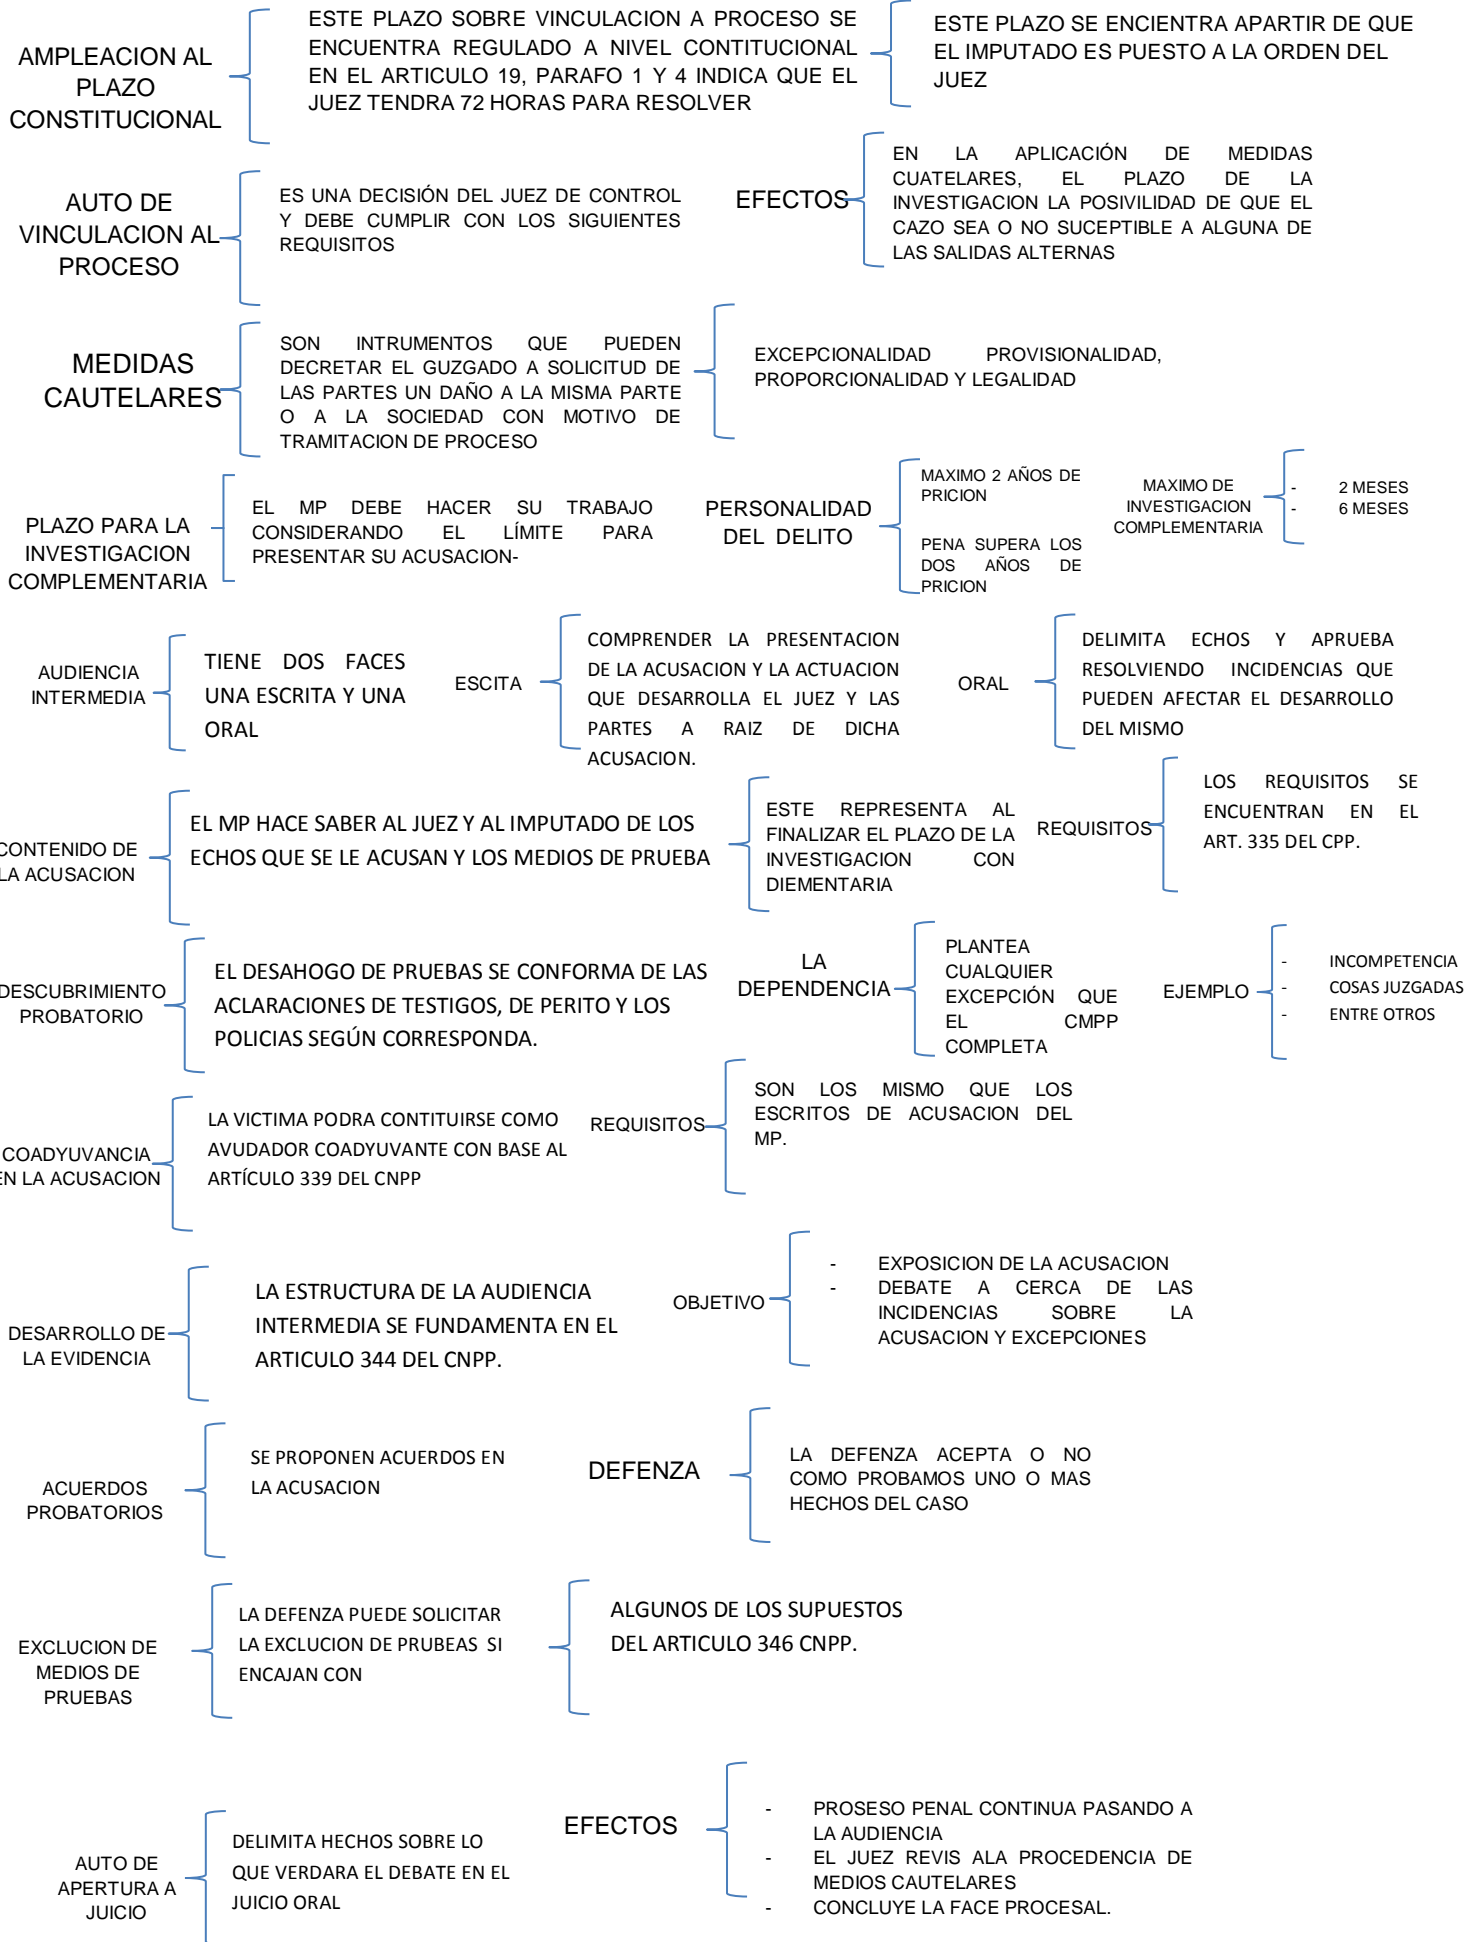 AMPLEACION AL
PLAZO
CONSTITUCIONAL
ESTE PLAZO SOBRE VINCULACION A PROCESO SE
ENCUENTRA REGULADO A NIVEL CONTITUCIONAL
EN EL ARTICULO 19, PARAFO 1 Y 4 INDICA QUE EL
JUEZ TENDRA 72 HORAS PARA RESOLVER
ESTE PLAZO SE ENCIENTRA APARTIR DE QUE
EL IMPUTADO ES PUESTO A LA ORDEN DEL
JUEZ
AUTO DE
VINCULACION AL
PROCESO
ES UNA DECISIÓN DEL JUEZ DE CONTROL
Y DEBE CUMPLIR CON LOS SIGUIENTES
REQUISITOS
EFECTOS
EN LA APLICACIÓN DE MEDIDAS
CUATELARES, EL PLAZO DE LA
INVESTIGACION LA POSIVILIDAD DE QUE EL
CAZO SEA O NO SUCEPTIBLE A ALGUNA DE
LAS SALIDAS ALTERNAS
MEDIDAS
CAUTELARES
SON INTRUMENTOS QUE PUEDEN
DECRETAR EL GUZGADO A SOLICITUD DE
LAS PARTES UN DAÑO A LA MISMA PARTE
O A LA SOCIEDAD CON MOTIVO DE
TRAMITACION DE PROCESO
EXCEPCIONALIDAD PROVISIONALIDAD,
PROPORCIONALIDAD Y LEGALIDAD
PLAZO PARA LA
INVESTIGACION
COMPLEMENTARIA
EL MP DEBE HACER SU TRABAJO
CONSIDERANDO EL LÍMITE PARA
PRESENTAR SU ACUSACION-
PERSONALIDAD
DEL DELITO
MAXIMO 2 AÑOS DE
PRICION
PENA SUPERA LOS
DOS AÑOS DE
PRICION
MAXIMO DE
INVESTIGACION
COMPLEMENTARIA
- 2 MESES
- 6 MESES
AUDIENCIA
INTERMEDIA
TIENE DOS FACES
UNA ESCRITA Y UNA
ORAL
ESCITA
COMPRENDER LA PRESENTACION
DE LA ACUSACION Y LA ACTUACION
QUE DESARROLLA EL JUEZ Y LAS
PARTES A RAIZ DE DICHA
ACUSACION.
ORAL
DELIMITA ECHOS Y APRUEBA
RESOLVIENDO INCIDENCIAS QUE
PUEDEN AFECTAR EL DESARROLLO
DEL MISMO
CONTENIDO DE
LA ACUSACION
EL MP HACE SABER AL JUEZ Y AL IMPUTADO DE LOS
ECHOS QUE SE LE ACUSAN Y LOS MEDIOS DE PRUEBA
ESTE REPRESENTA AL
FINALIZAR EL PLAZO DE LA
INVESTIGACION CON
DIEMENTARIA
REQUISITOS
LOS REQUISITOS SE
ENCUENTRAN EN EL
ART. 335 DEL CPP.
DESCUBRIMIENTO
PROBATORIO
EL DESAHOGO DE PRUEBAS SE CONFORMA DE LAS
ACLARACIONES DE TESTIGOS, DE PERITO Y LOS
POLICIAS SEGÚN CORRESPONDA.
LA
DEPENDENCIA
PLANTEA
CUALQUIER
EXCEPCIÓN QUE
EL CMPP
COMPLETA
EJEMPLO
- INCOMPETENCIA
- COSAS JUZGADAS
- ENTRE OTROS
COADYUVANCIA
EN LA ACUSACION
LA VICTIMA PODRA CONTITUIRSE COMO
AVUDADOR COADYUVANTE CON BASE AL
ARTÍCULO 339 DEL CNPP
REQUISITOS
SON LOS MISMO QUE LOS
ESCRITOS DE ACUSACION DEL
MP.
DESARROLLO DE
LA EVIDENCIA
LA ESTRUCTURA DE LA AUDIENCIA
INTERMEDIA SE FUNDAMENTA EN EL
ARTICULO 344 DEL CNPP.
OBJETIVO
- EXPOSICION DE LA ACUSACION
- DEBATE A CERCA DE LAS
INCIDENCIAS SOBRE LA
ACUSACION Y EXCEPCIONES
ACUERDOS
PROBATORIOS
SE PROPONEN ACUERDOS EN
LA ACUSACION
DEFENZA
LA DEFENZA ACEPTA O NO
COMO PROBAMOS UNO O MAS
HECHOS DEL CASO
EXCLUCION DE
MEDIOS DE
PRUEBAS
LA DEFENZA PUEDE SOLICITAR
LA EXCLUCION DE PRUBEAS SI
ENCAJAN CON
ALGUNOS DE LOS SUPUESTOS
DEL ARTICULO 346 CNPP.
AUTO DE
APERTURA A
JUICIO
DELIMITA HECHOS SOBRE LO
QUE VERDARA EL DEBATE EN EL
JUICIO ORAL
EFECTOS
- PROSESO PENAL CONTINUA PASANDO A
LA AUDIENCIA
- EL JUEZ REVIS ALA PROCEDENCIA DE
MEDIOS CAUTELARES
- CONCLUYE LA FACE PROCESAL.